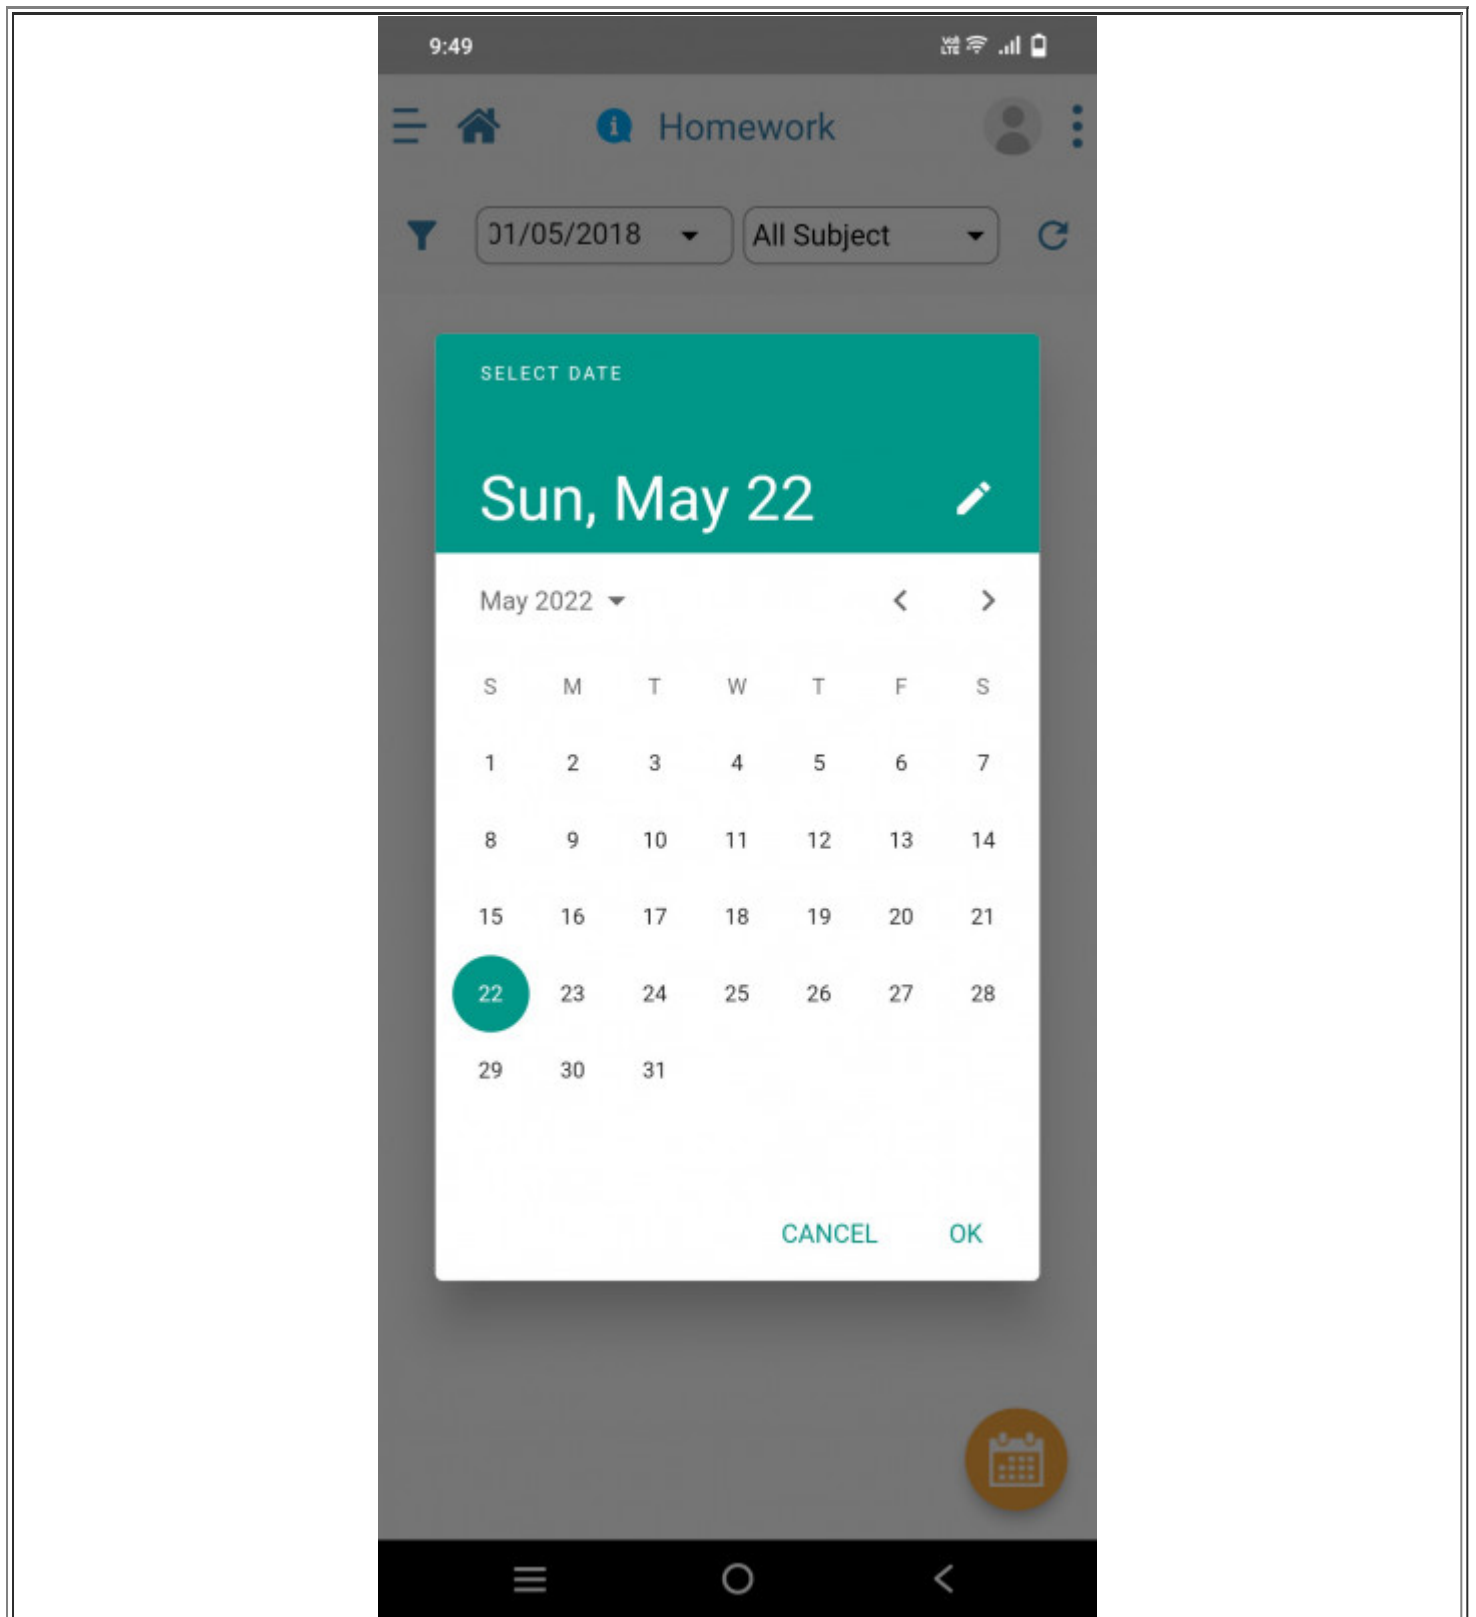 9:49
Homework
01/05/2018 All Subject
SELECT DATE
Sun, May 22
May 2022
S M T W T F S
1 2 3 4 5 6 7
8 9 10 11 12 13 14
15 16 17 18 19 20 21
22 23 24 25 26 27 28
29 30 31
CANCEL OK